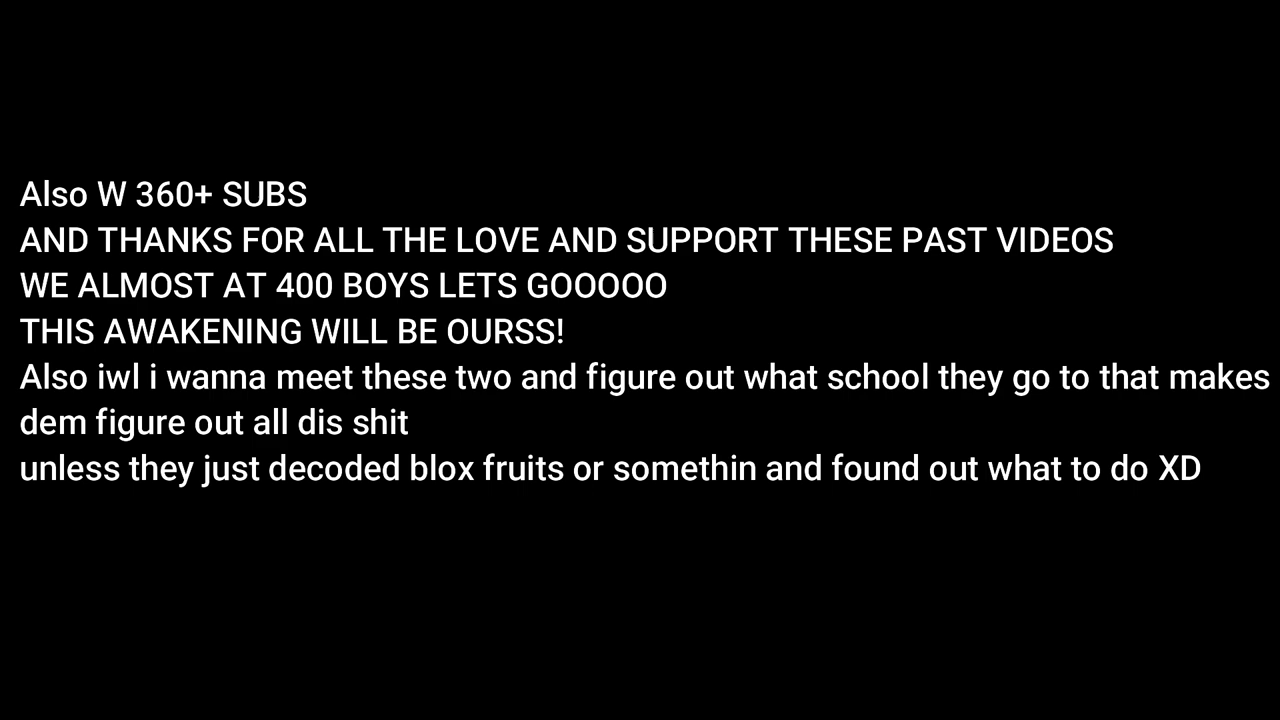 Also W 360+ SUBS
AND THANKS FOR ALL THE LOVE AND SUPPORT THESE PAST VIDEOS
WE ALMOST AT 400 BOYS LETS GOOOOO
THIS AWAKENING WILL BE OURSS!
Also iwl i wanna meet these two and figure out what school they go to that makes
dem figure out all dis shit
unless they just decoded blox fruits or somethin and found out what to do XD